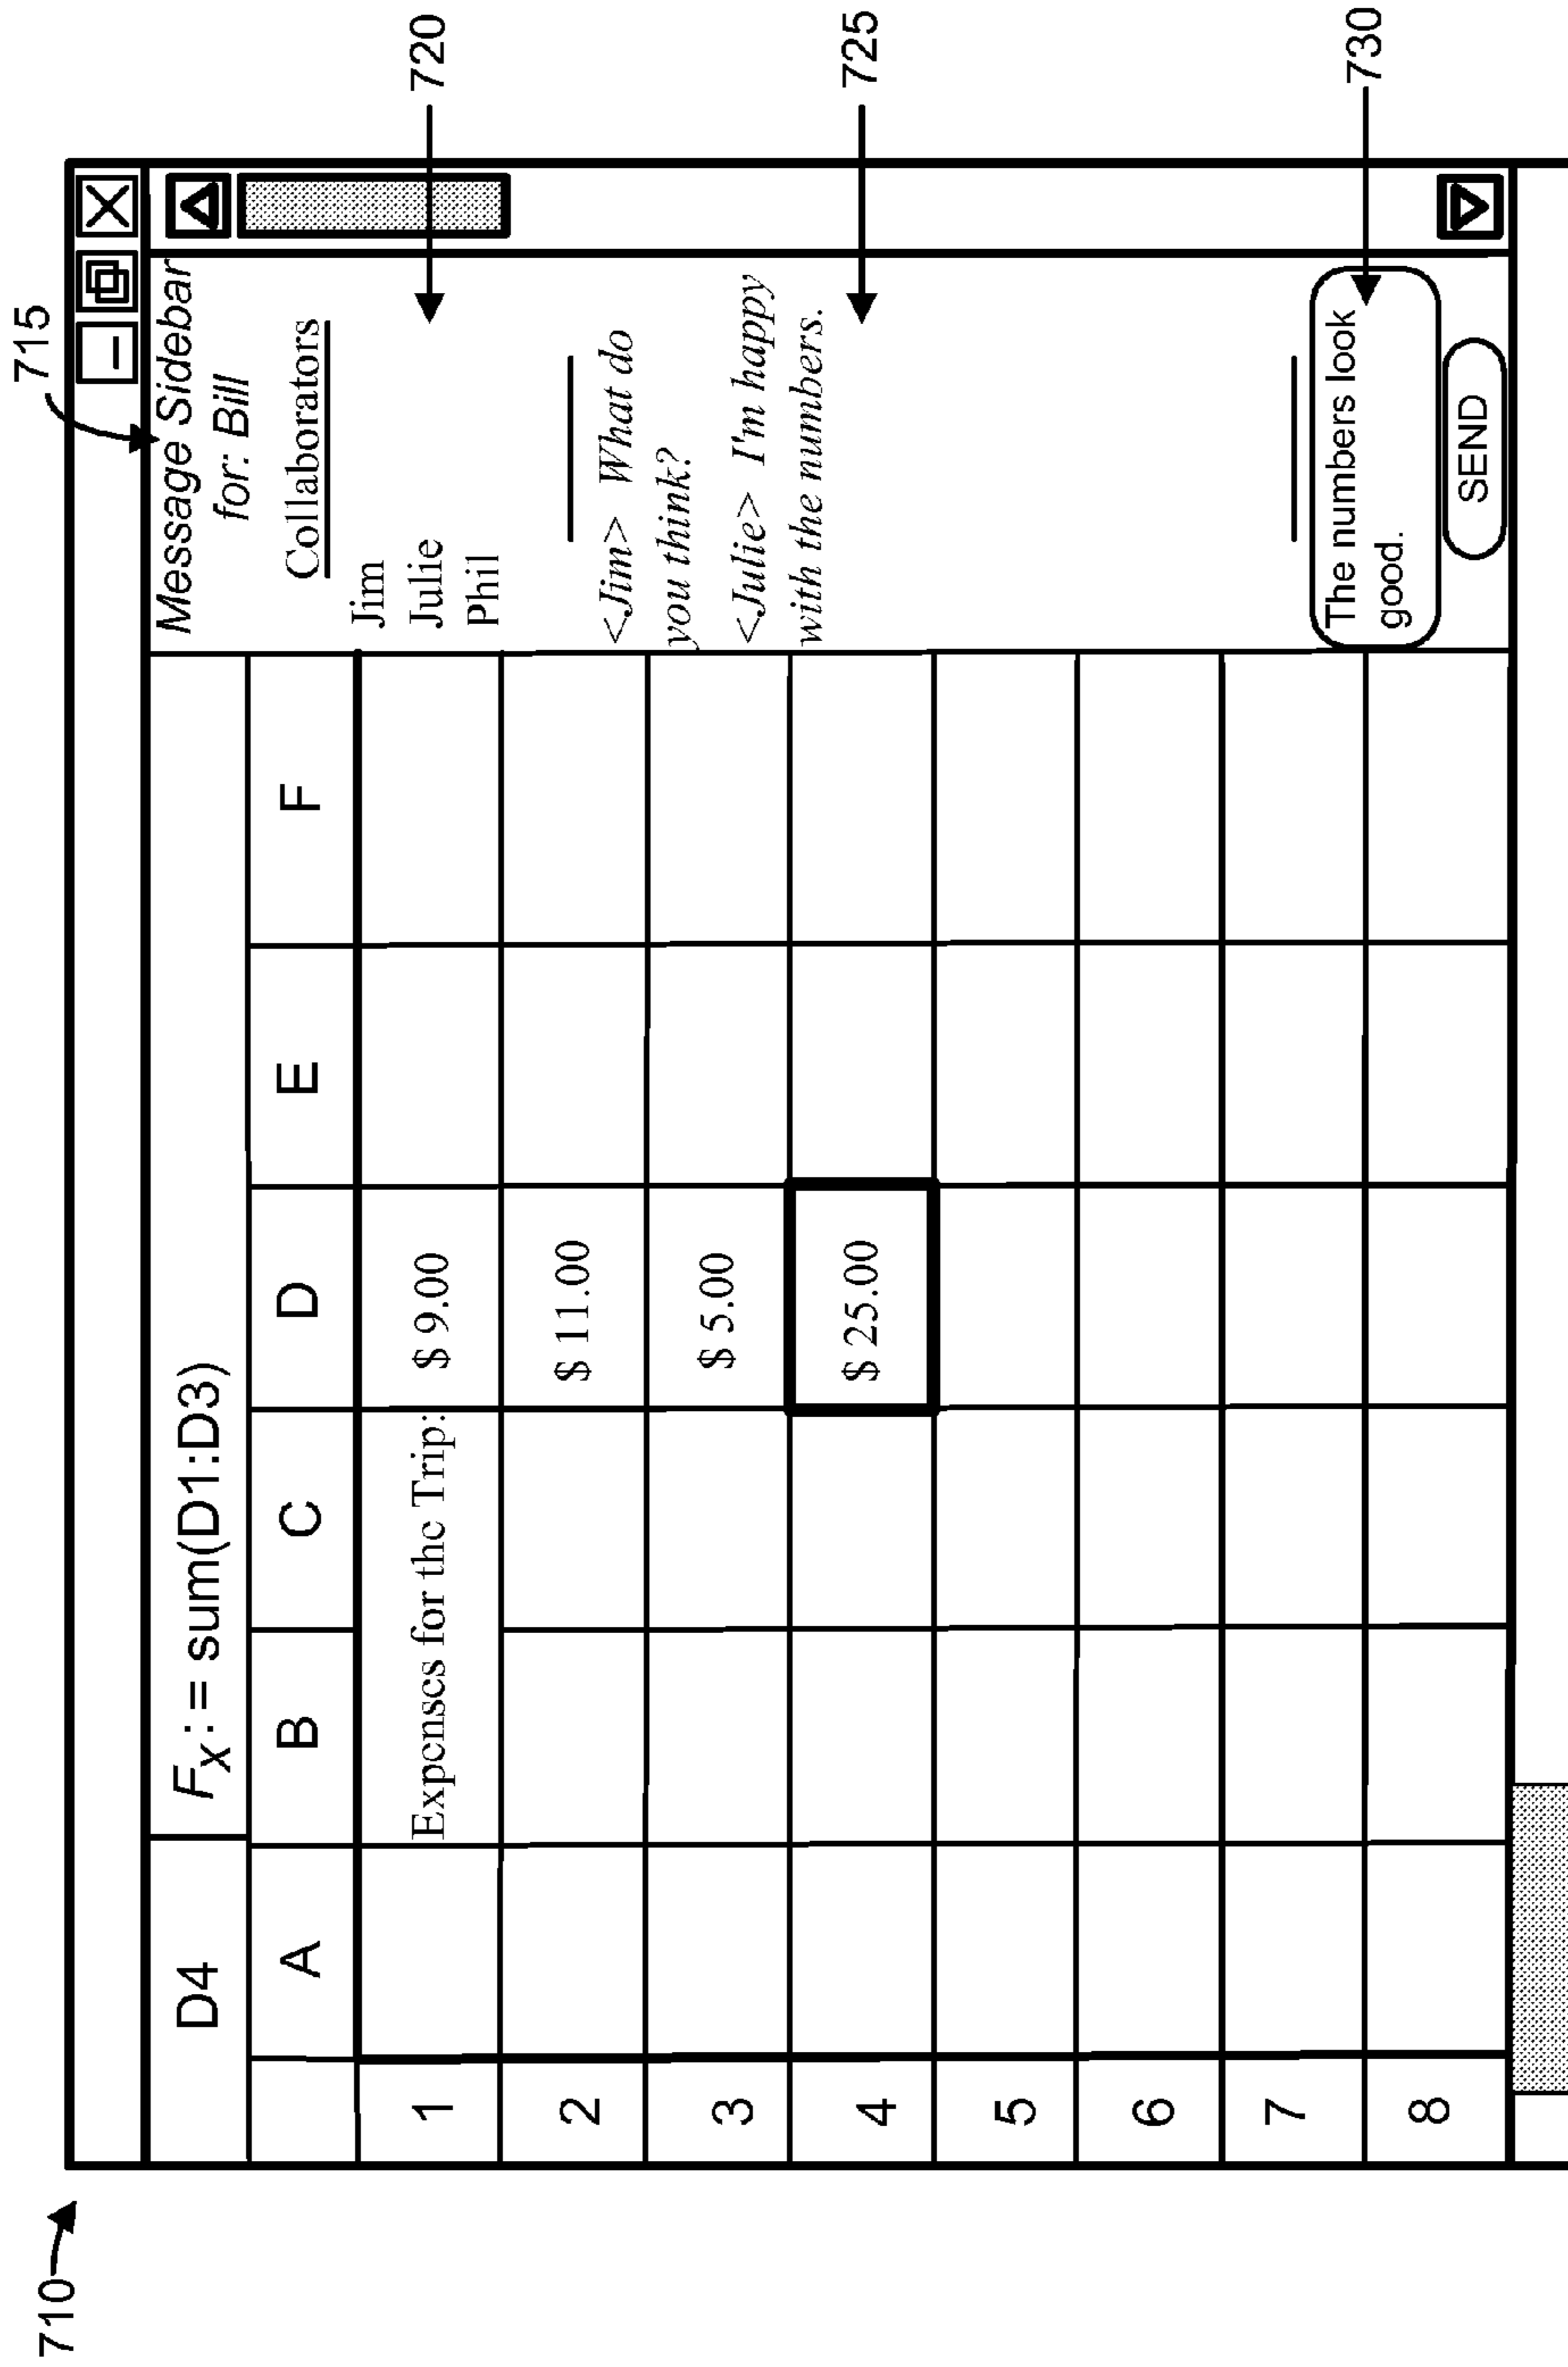 710
715
D4
Fx := sum(D1:D3)
Message Sidebar
for: Bill
A B C D E F
Collaborators
1 Expenses for the Trip: $ 9.00
Jim
Julie
Phil
720
2 $ 11.00
3 $ 5.00
<Jim> What do
you think?
<Julie> I'm happy
with the numbers.
725
4 $ 25.00
5
6
7
8
The numbers look
good.
730
SEND